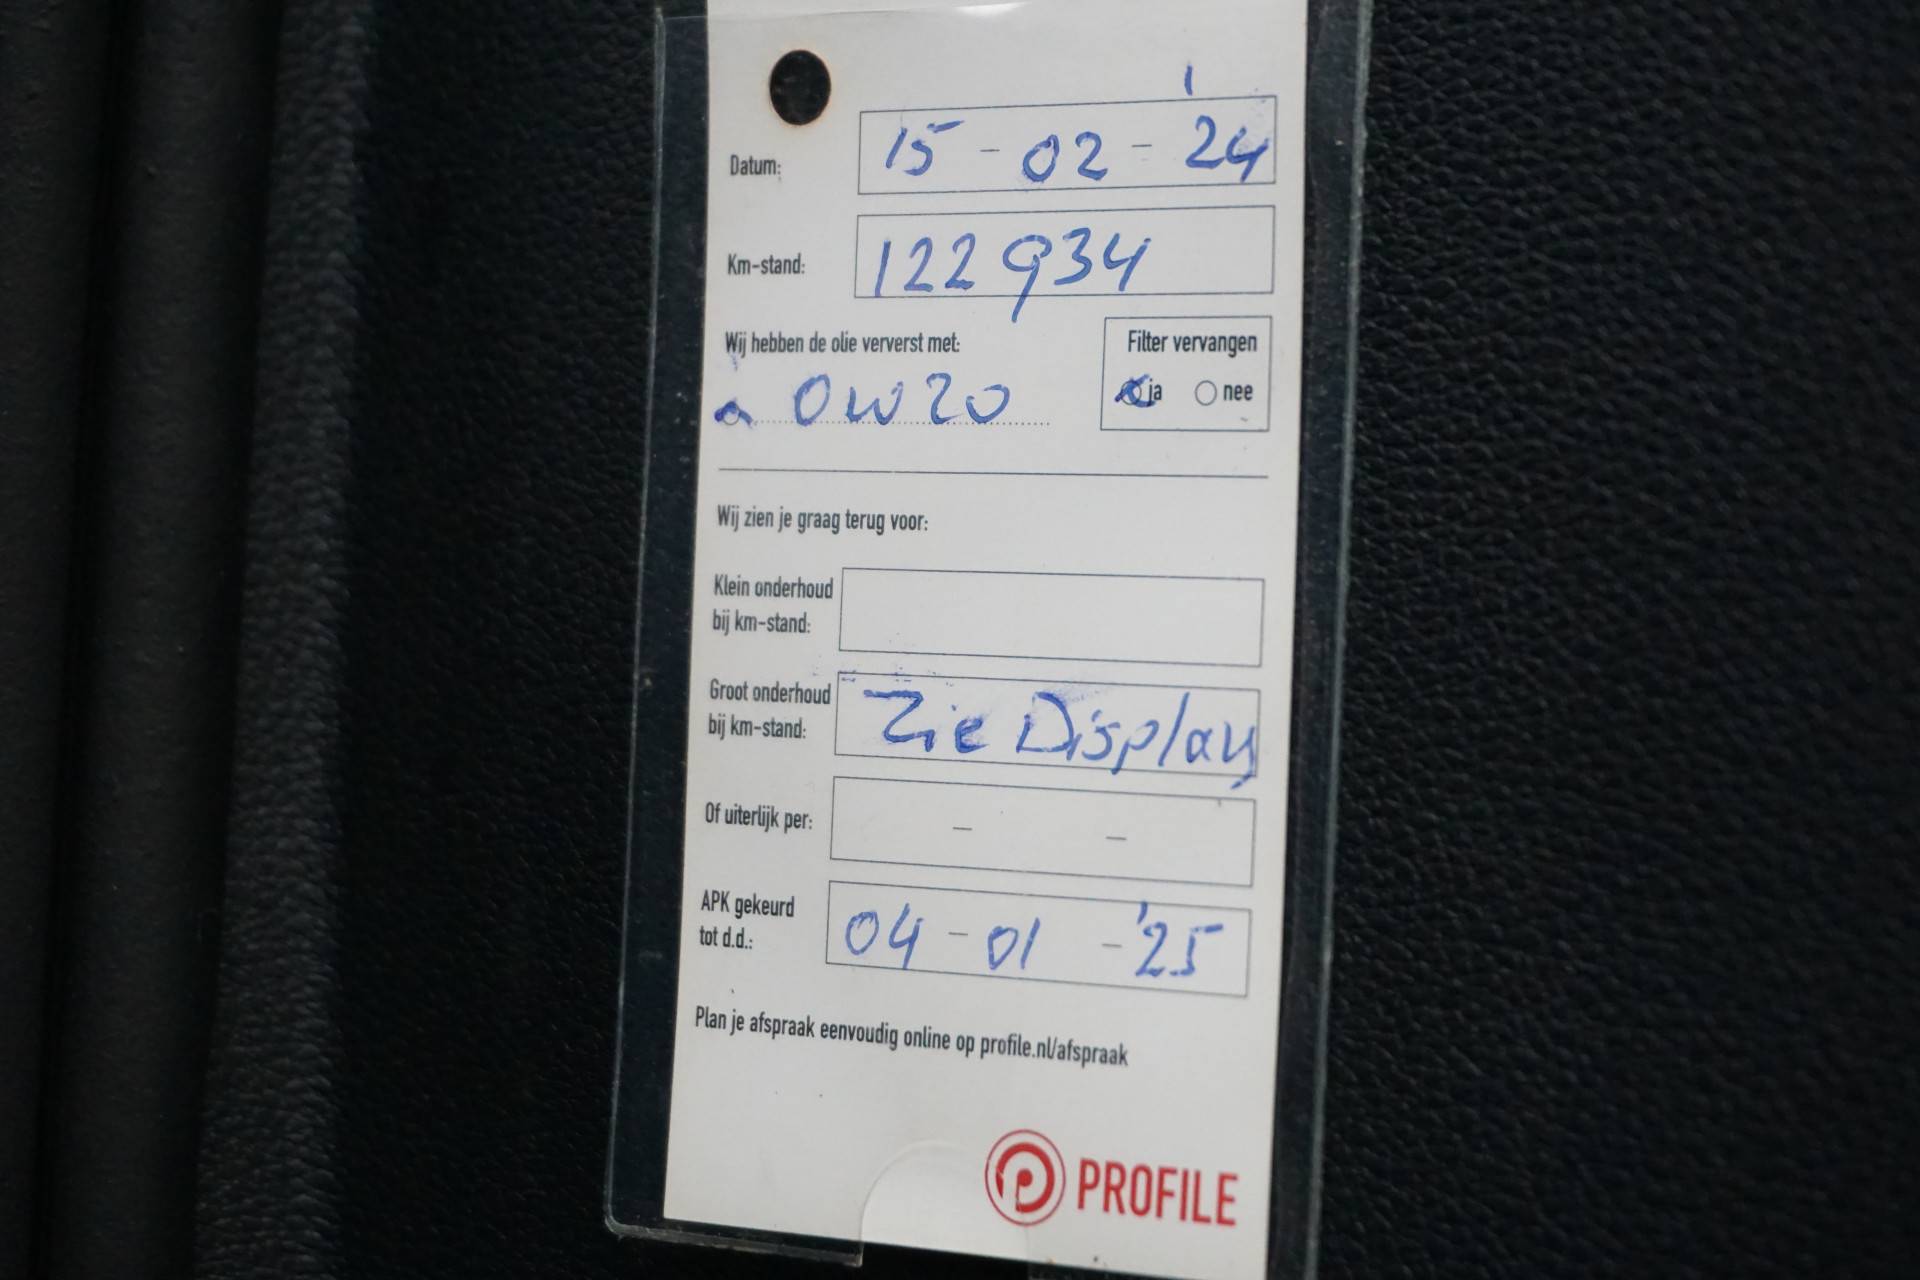 Datum: 15 - 02 - '24
Km-stand: 122934
Wij hebben de olie ververst met:
0W20
Filter vervangen
ja nee
Wij zien je graag terug voor:
Klein onderhoud
bij km-stand:
Groot onderhoud
bij km-stand: Zie Display
Of uiterlijk per: - -
APK gekeurd
tot d.d.: 04 - 01 - '25
Plan je afspraak eenvoudig online op profile.nl/afspraak
PROFILE